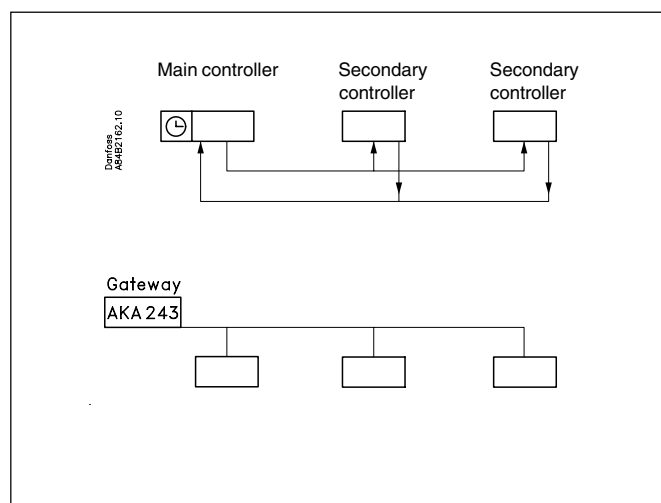 Main controller
Secondary
controller
Secondary
controller
Danfoss
A84B2162.10
Gateway
AKA 243